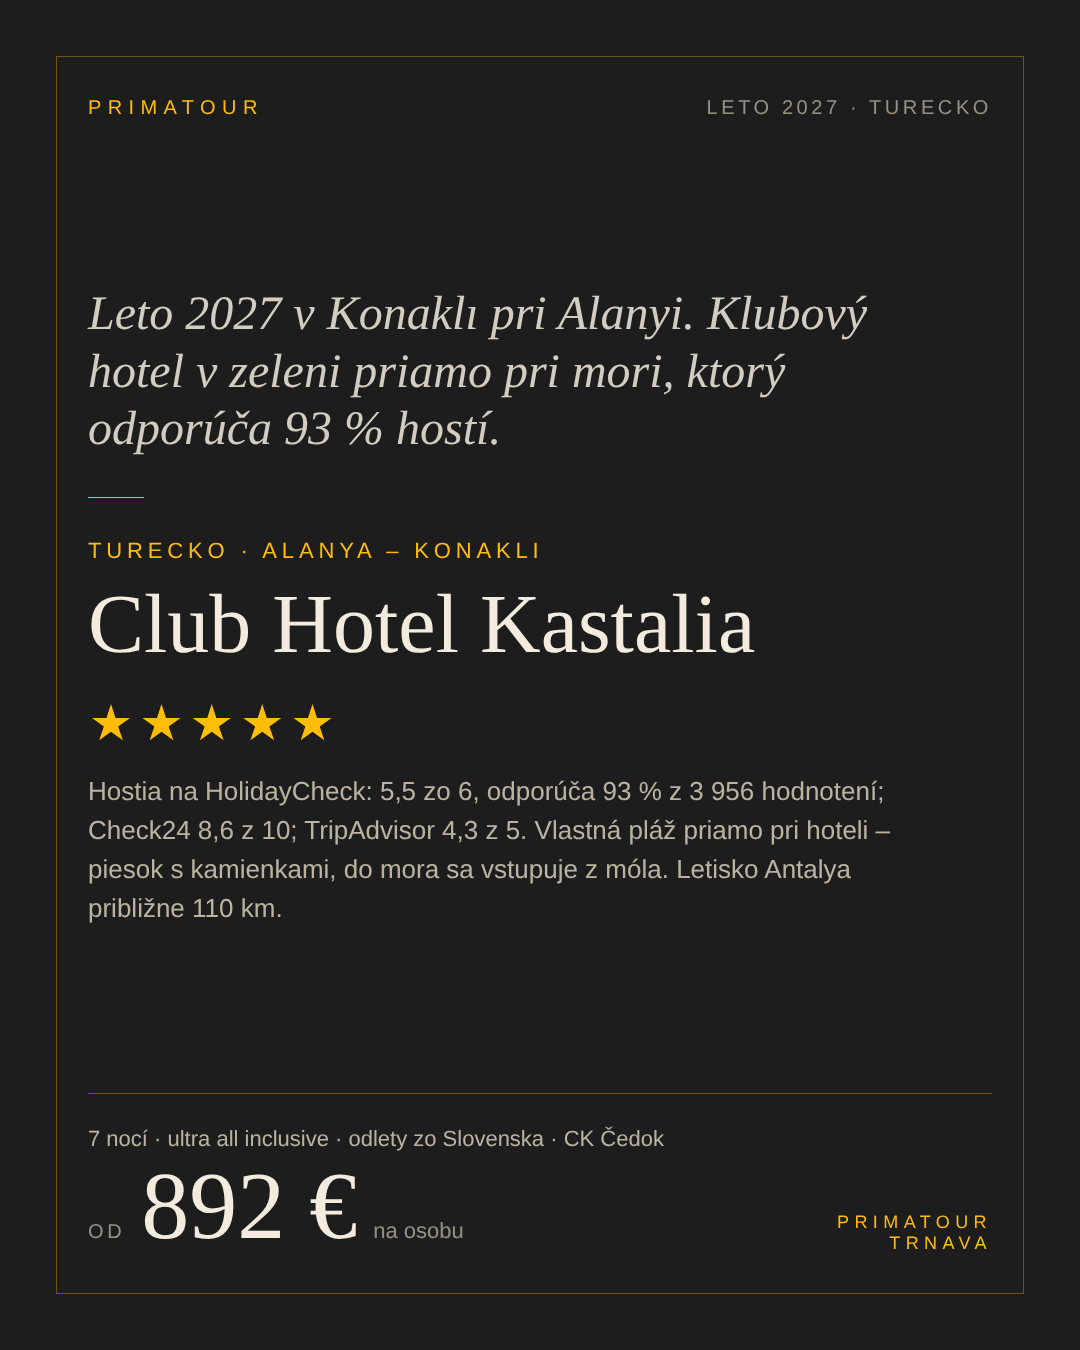 PRIMATOUR
LETO 2027 · TURECKO
Leto 2027 v Konaklı pri Alanyi. Klubový
hotel v zeleni priamo pri mori, ktorý
odporúča 93 % hostí.
TURECKO · ALANYA – KONAKLI
Club Hotel Kastalia
★★★★★
Hostia na HolidayCheck: 5,5 zo 6, odporúča 93 % z 3 956 hodnotení;
Check24 8,6 z 10; TripAdvisor 4,3 z 5. Vlastná pláž priamo pri hoteli –
piesok s kamienkami, do mora sa vstupuje z móla. Letisko Antalya
približne 110 km.
7 nocí · ultra all inclusive · odlety zo Slovenska · CK Čedok
OD 892 € na osobu
PRIMATOUR
TRNAVA